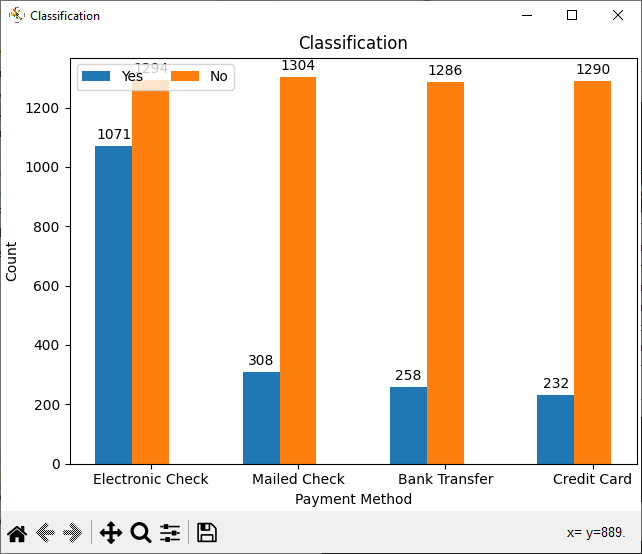 Classification
Classification
Yes No
1294
1304
1286
1290
1071
308
258
232
1200
1000
800
600
400
200
0
Count
Electronic Check Mailed Check Bank Transfer Credit Card
Payment Method
x= y=889.